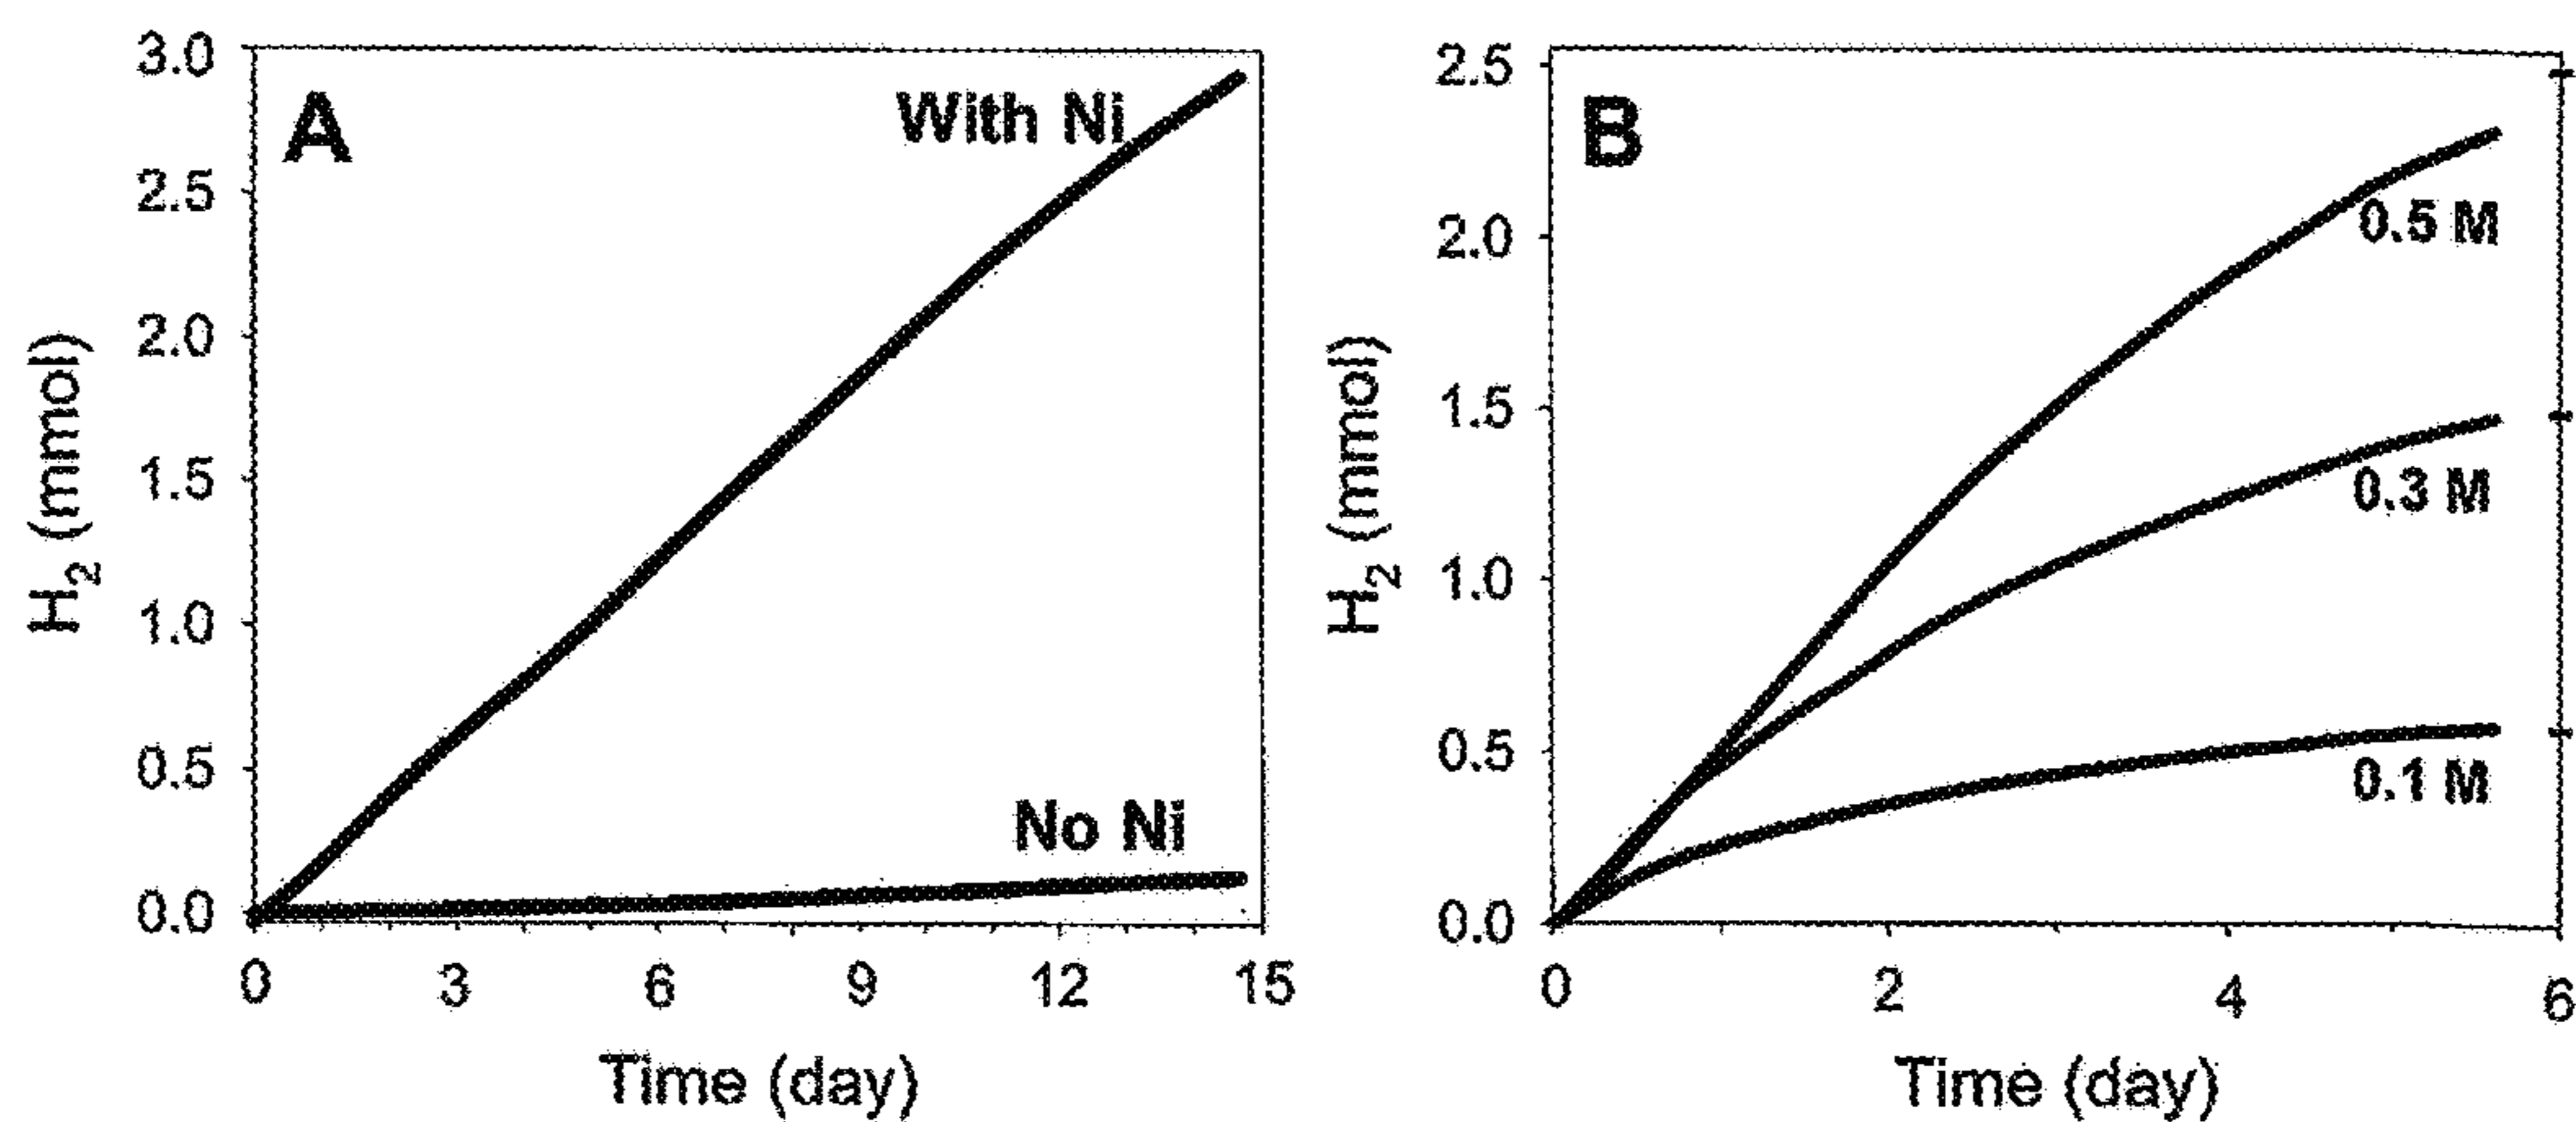 A
With Ni
No Ni
H₂ (mmol)
3.0
2.5
2.0
1.5
1.0
0.5
0.0
0 3 6 9 12 15
Time (day)
B
0.5 M
0.3 M
0.1 M
H₂ (mmol)
2.5
2.0
1.5
1.0
0.5
0.0
0 2 4 6
Time (day)